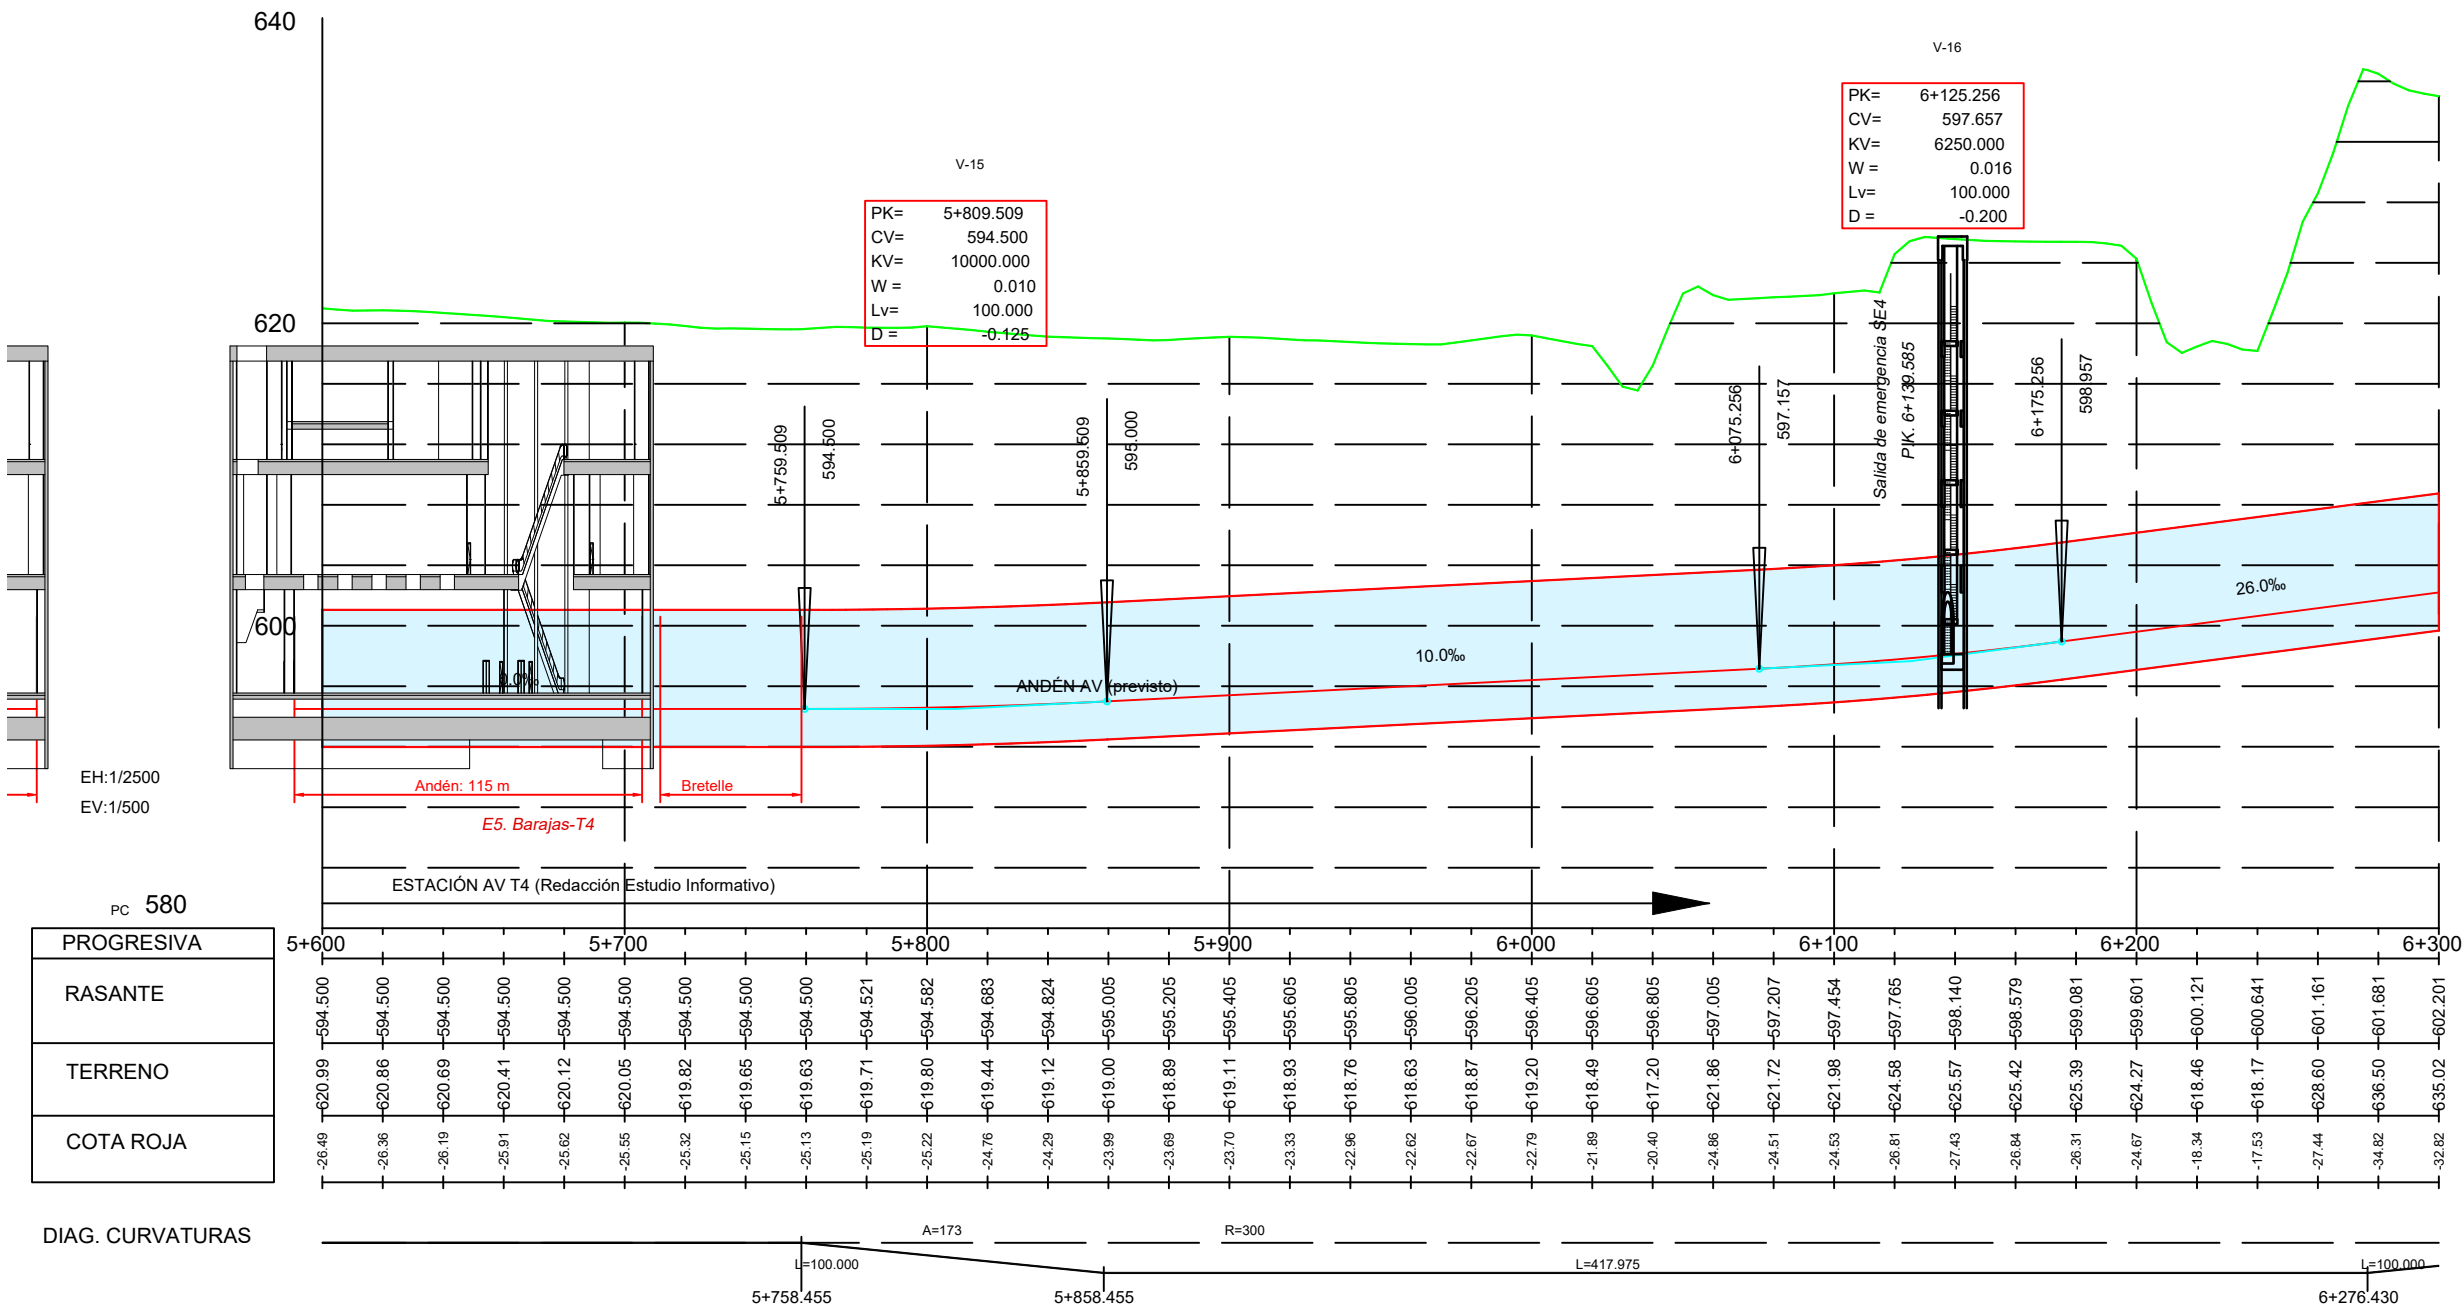 640
620
600
PC 580
EH:1/2500
EV:1/500
V-15
PK= 5+809.509
CV= 594.500
KV= 10000.000
W = 0.010
Lv= 100.000
D = -0.125
V-16
PK= 6+125.256
CV= 597.657
KV= 6250.000
W = 0.016
Lv= 100.000
D = -0.200
5+759.509
594.500
5+859.509
595.000
6+075.256
597.157
Salida de emergencia SE4
P.K. 6+139.585
6+175.256
598.957
0.0‰
10.0‰
26.0‰
ANDÉN AV (previsto)
Andén: 115 m
Bretelle
E5. Barajas-T4
ESTACIÓN AV T4 (Redacción Estudio Informativo)
PROGRESIVA 5+600 5+700 5+800 5+900 6+000 6+100 6+200 6+300
RASANTE 594.500 594.500 594.500 594.500 594.500 594.500 594.500 594.500 594.500 594.521 594.582 594.683 594.824 595.005 595.205 595.405 595.605 595.805 596.005 596.205 596.405 596.605 596.805 597.005 597.207 597.454 597.765 598.140 598.579 599.081 599.601 600.121 600.641 601.161 601.681 602.201
TERRENO 620.99 620.86 620.69 620.41 620.12 620.05 619.82 619.65 619.63 619.71 619.80 619.44 619.12 619.00 618.89 619.11 618.93 618.76 618.63 618.87 619.20 618.49 617.20 621.86 621.72 621.98 624.58 625.57 625.42 625.39 624.27 618.46 618.17 628.60 636.50 635.02
COTA ROJA -26.49 -26.36 -26.19 -25.91 -25.62 -25.55 -25.32 -25.15 -25.13 -25.19 -25.22 -24.76 -24.29 -23.99 -23.69 -23.70 -23.33 -22.96 -22.62 -22.67 -22.79 -21.89 -20.40 -24.86 -24.51 -24.53 -26.81 -27.43 -26.84 -26.31 -24.67 -18.34 -17.53 -27.44 -34.82 -32.82
DIAG. CURVATURAS
A=173
R=300
L=100.000
L=417.975
L=100.000
5+758.455
5+858.455
6+276.430